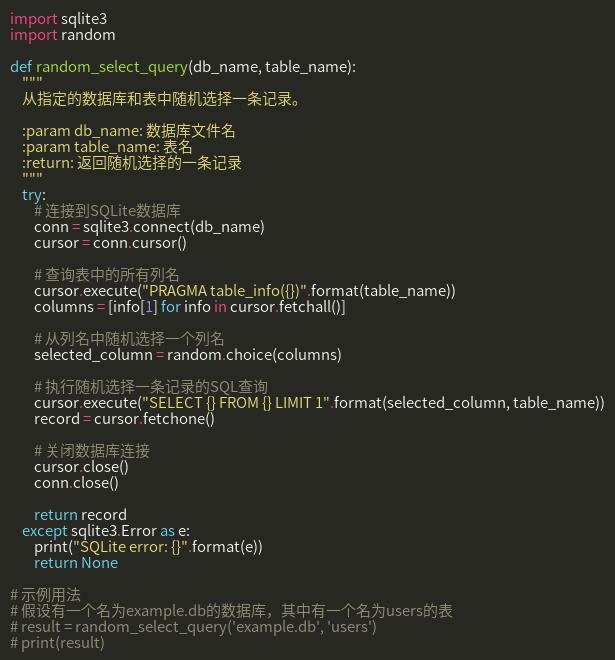 import sqlite3
import random

def random_select_query(db_name, table_name):
    """
    从指定的数据库和表中随机选择一条记录。

    :param db_name: 数据库文件名
    :param table_name: 表名
    :return: 返回随机选择的一条记录
    """
    try:
        # 连接到SQLite数据库
        conn = sqlite3.connect(db_name)
        cursor = conn.cursor()

        # 查询表中的所有列名
        cursor.execute("PRAGMA table_info({})".format(table_name))
        columns = [info[1] for info in cursor.fetchall()]

        # 从列名中随机选择一个列名
        selected_column = random.choice(columns)

        # 执行随机选择一条记录的SQL查询
        cursor.execute("SELECT {} FROM {} LIMIT 1".format(selected_column, table_name))
        record = cursor.fetchone()

        # 关闭数据库连接
        cursor.close()
        conn.close()

        return record
    except sqlite3.Error as e:
        print("SQLite error: {}".format(e))
        return None

# 示例用法
# 假设有一个名为example.db的数据库，其中有一个名为users的表
# result = random_select_query('example.db', 'users')
# print(result)